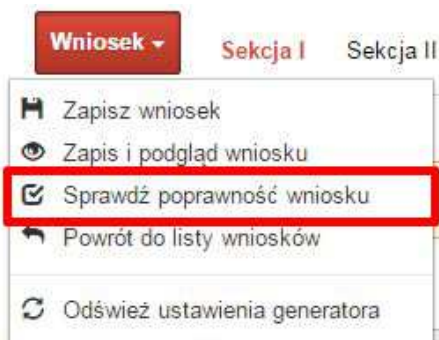 Wniosek Sekcja I Sekcja II
Zapisz wniosek
Zapis i podgląd wniosku
Sprawdź poprawność wniosku
Powrót do listy wniosków
Odśwież ustawienia generatora